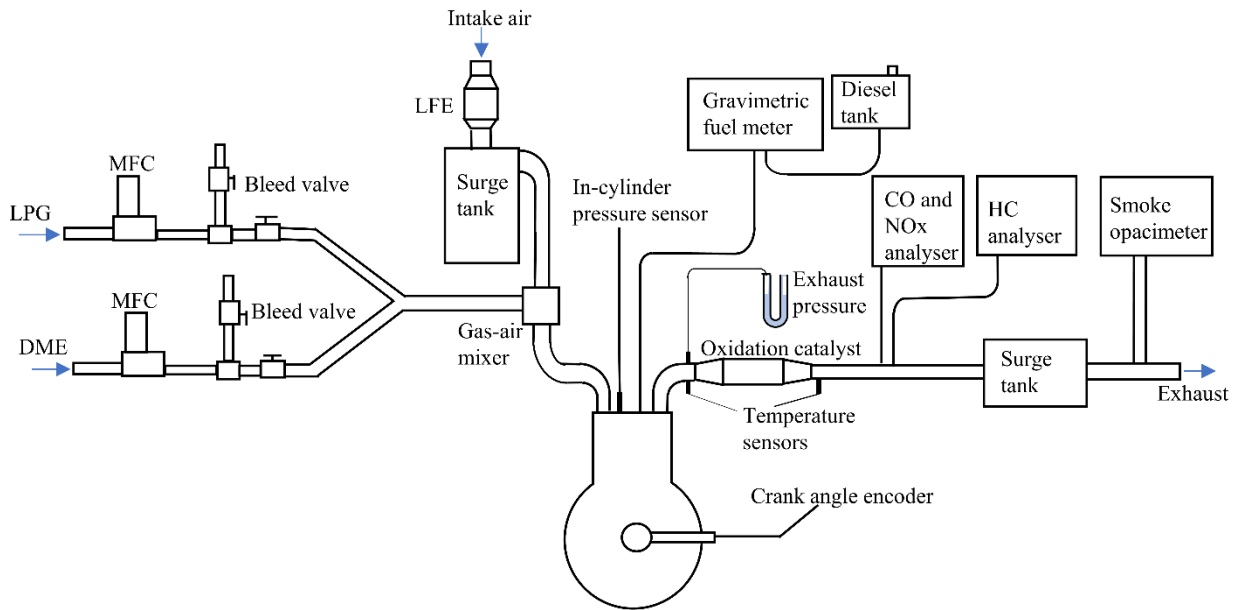 Intake air
LFE
Gravimetric
fuel meter
Diesel
tank
MFC
Bleed valve
LPG
Surge
tank
In-cylinder
pressure sensor
CO and
NOx
analyser
HC
analyser
Smoke
opacimeter
MFC
Bleed valve
DME
Gas-air
mixer
Exhaust
pressure
Oxidation catalyst
Surge
tank
Exhaust
Temperature
sensors
Crank angle encoder